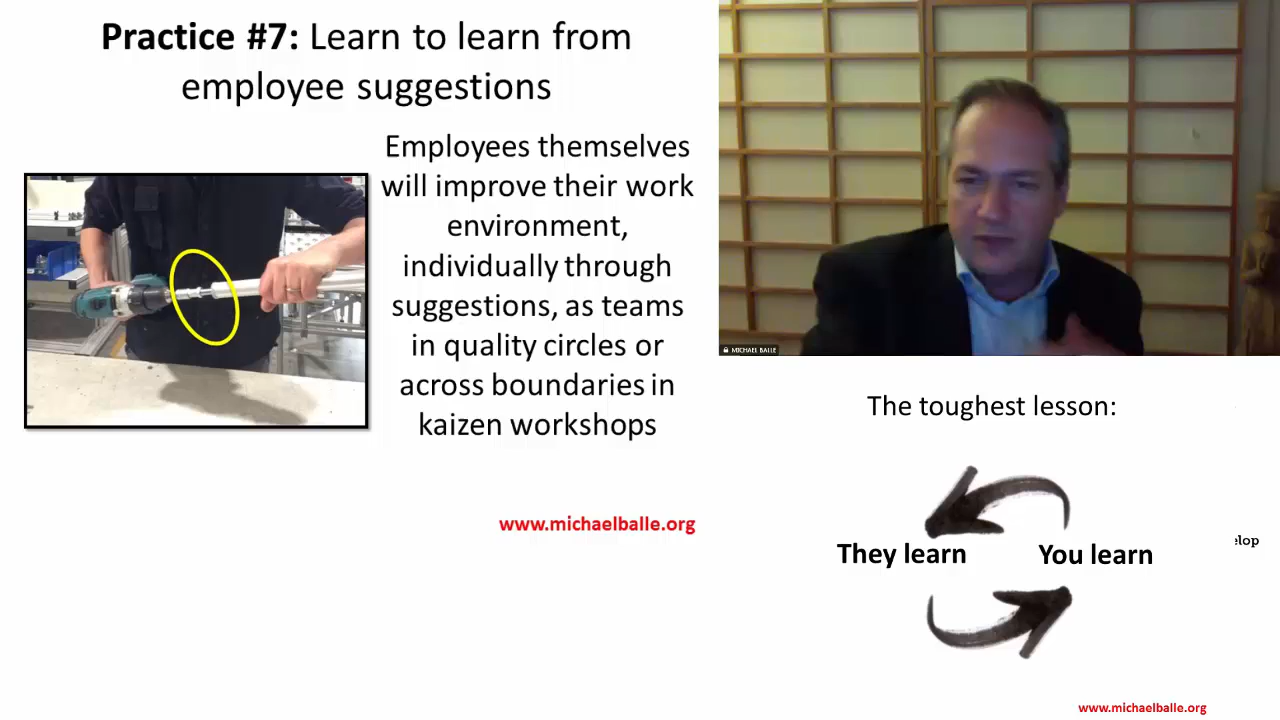 Practice #7: Learn to learn from
employee suggestions
Employees themselves
will improve their work
environment,
individually through
suggestions, as teams
in quality circles or
across boundaries in
kaizen workshops
www.michaelballe.org
MICHAEL BALLE
The toughest lesson:
They learn You learn
elop
www.michaelballe.org